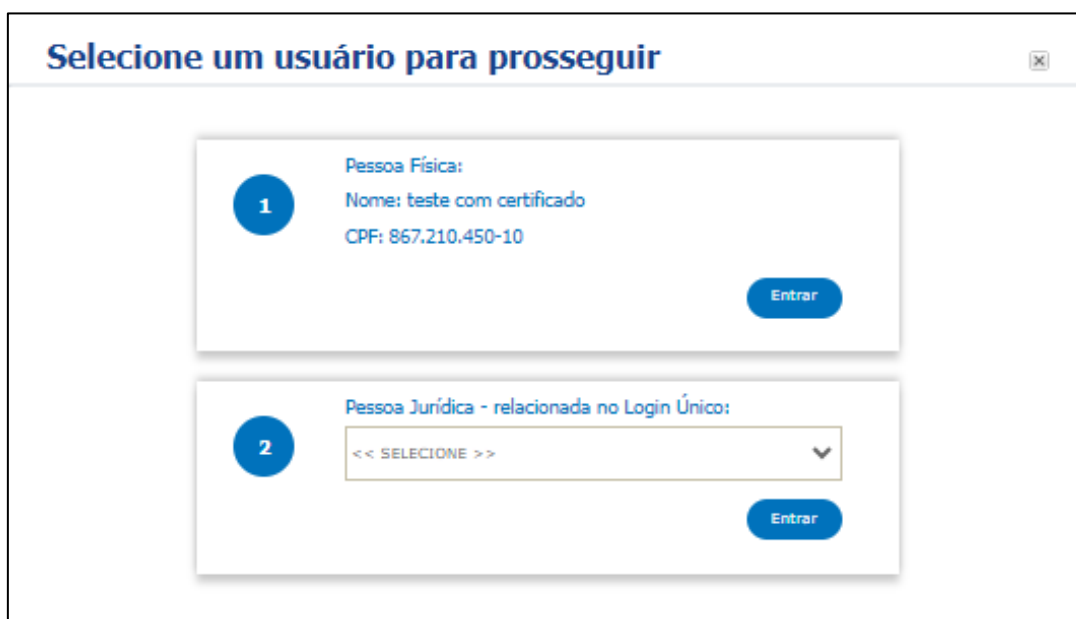 Selecione um usuário para prosseguir
Pessoa Física:
1
Nome: teste com certificado
CPF: 867.210.450-10
Entrar
Pessoa Jurídica - relacionada no Login Único:
2
<< SELECIONE >>
Entrar